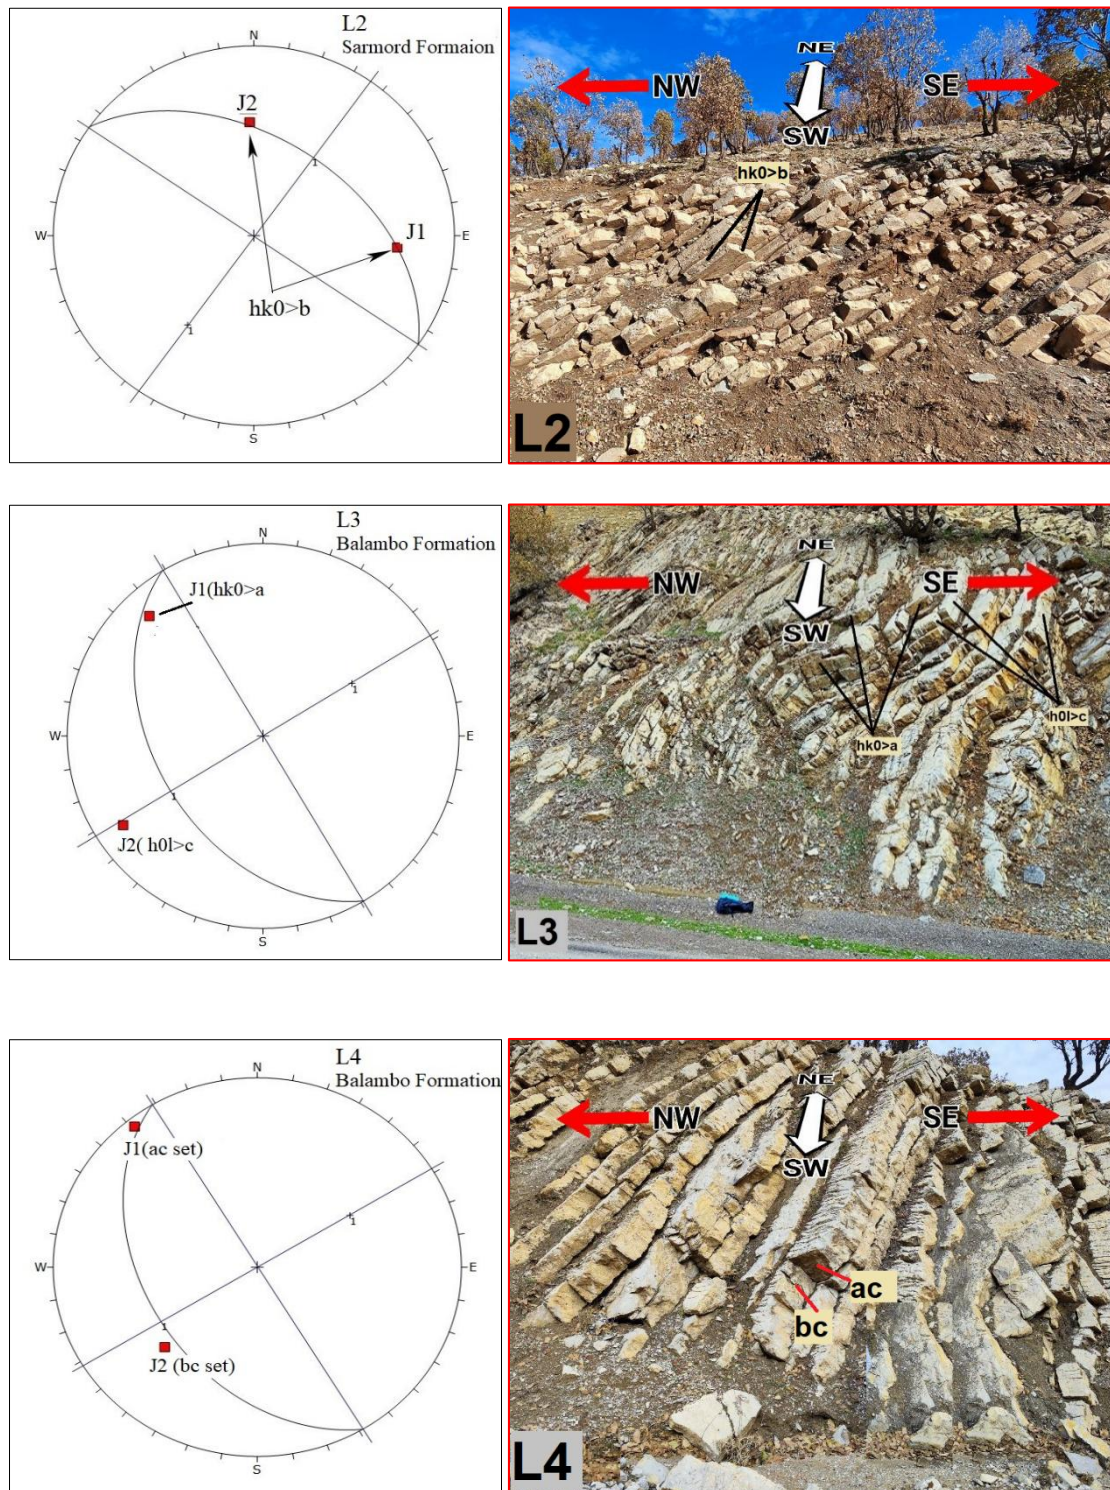 L2
Sarmord Formaion
N
J2
1
W
E
J1
hk0>b
1
S
NE
NW
SE
SW
hk0>b
L2
L3
Balambo Formation
N
J1(hk0>a
1
W
E
1
J2( h0l>c
S
NE
NW
SE
SW
hk0>a
h0l>c
L3
L4
Balambo Formation
N
J1(ac set)
1
W
E
1
J2 (bc set)
S
NE
NW
SE
SW
ac
bc
L4